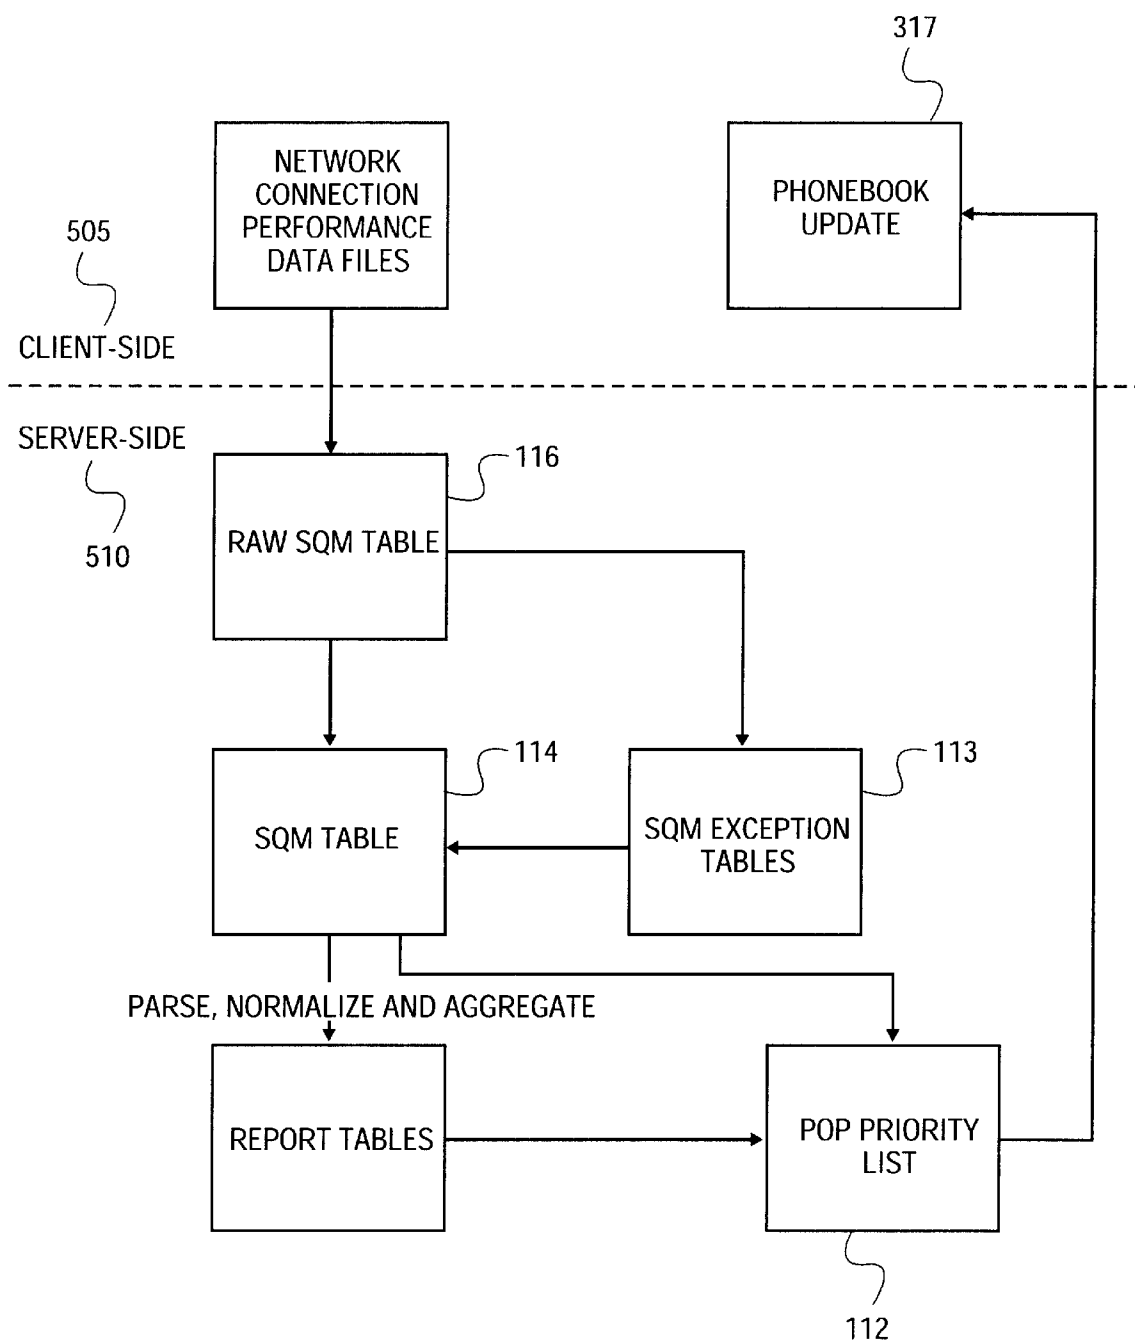 317
NETWORK
CONNECTION
PERFORMANCE
DATA FILES
PHONEBOOK
UPDATE
505
CLIENT-SIDE
SERVER-SIDE
510
116
RAW SQM TABLE
114
SQM TABLE
113
SQM EXCEPTION
TABLES
PARSE, NORMALIZE AND AGGREGATE
REPORT TABLES
POP PRIORITY
LIST
112